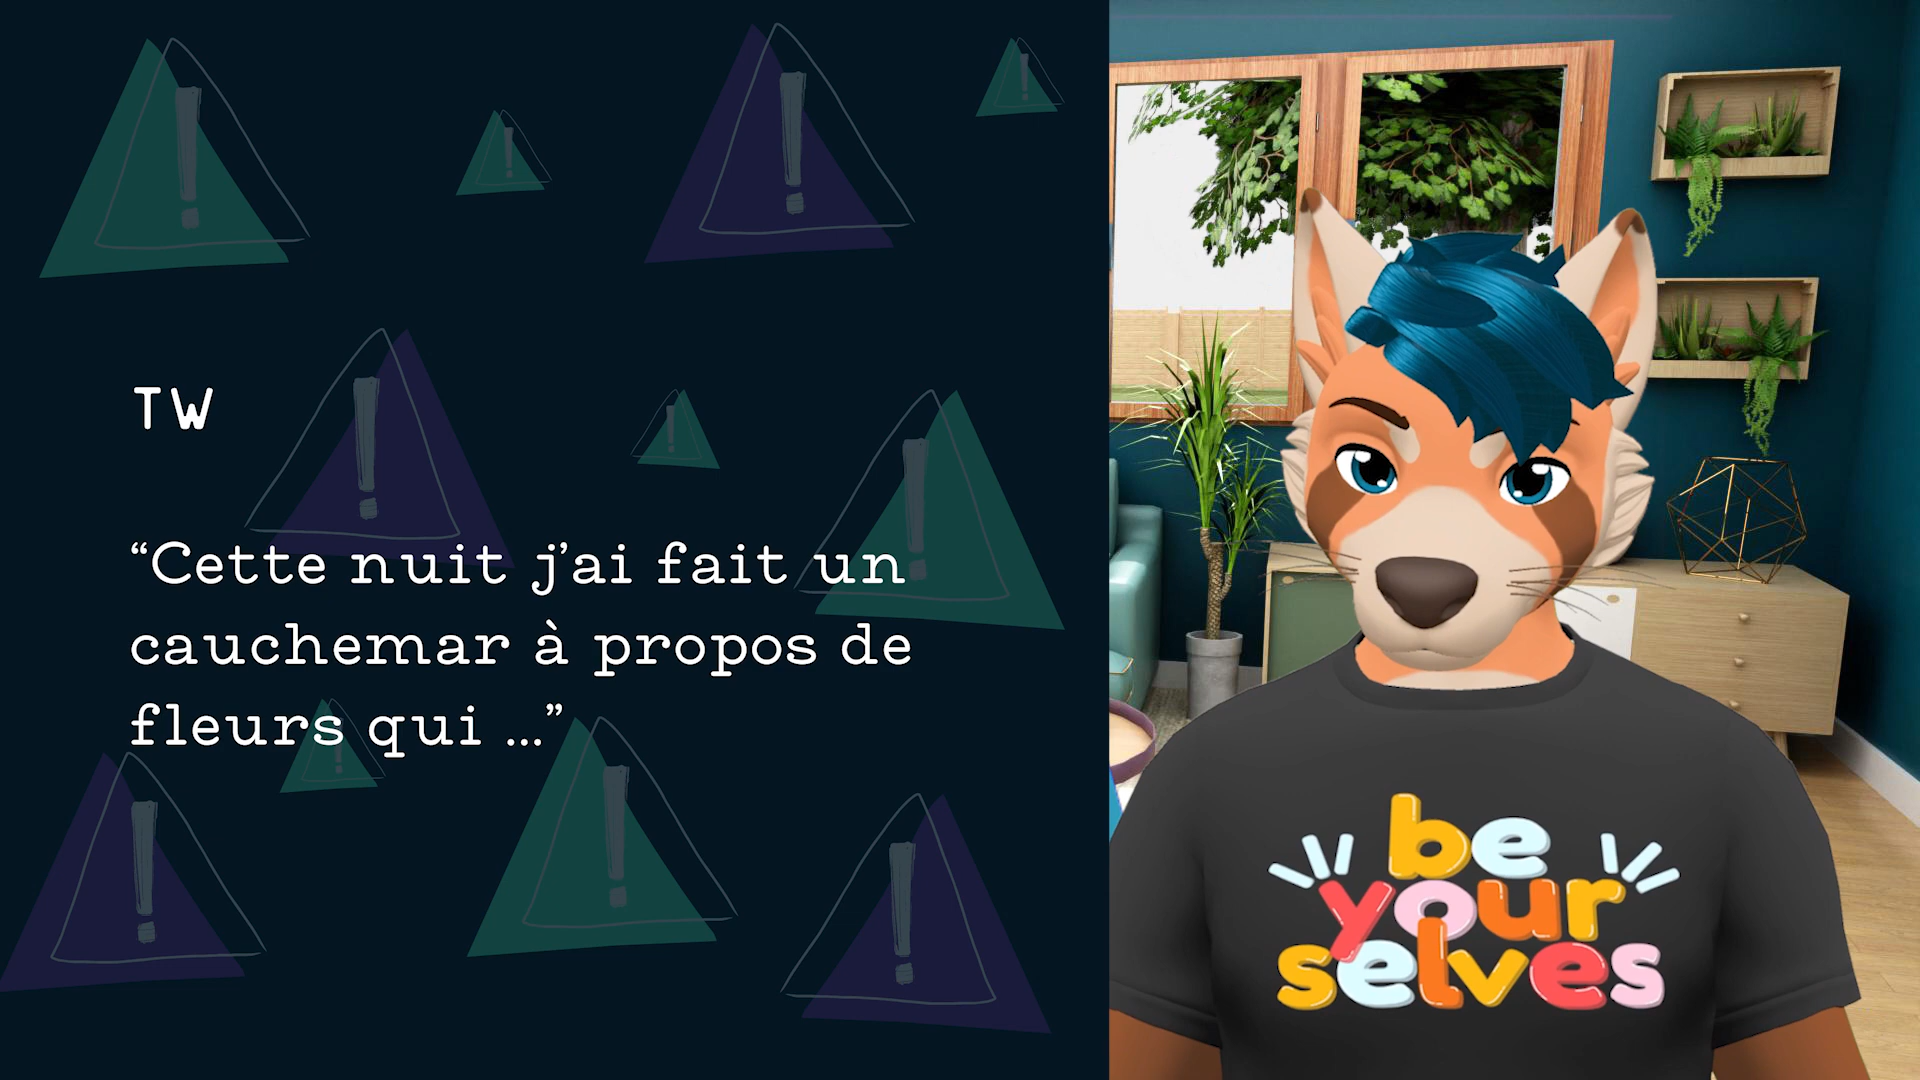 TW
“Cette nuit j’ai fait un
cauchemar à propos de
fleurs qui ...”
be
your
selves